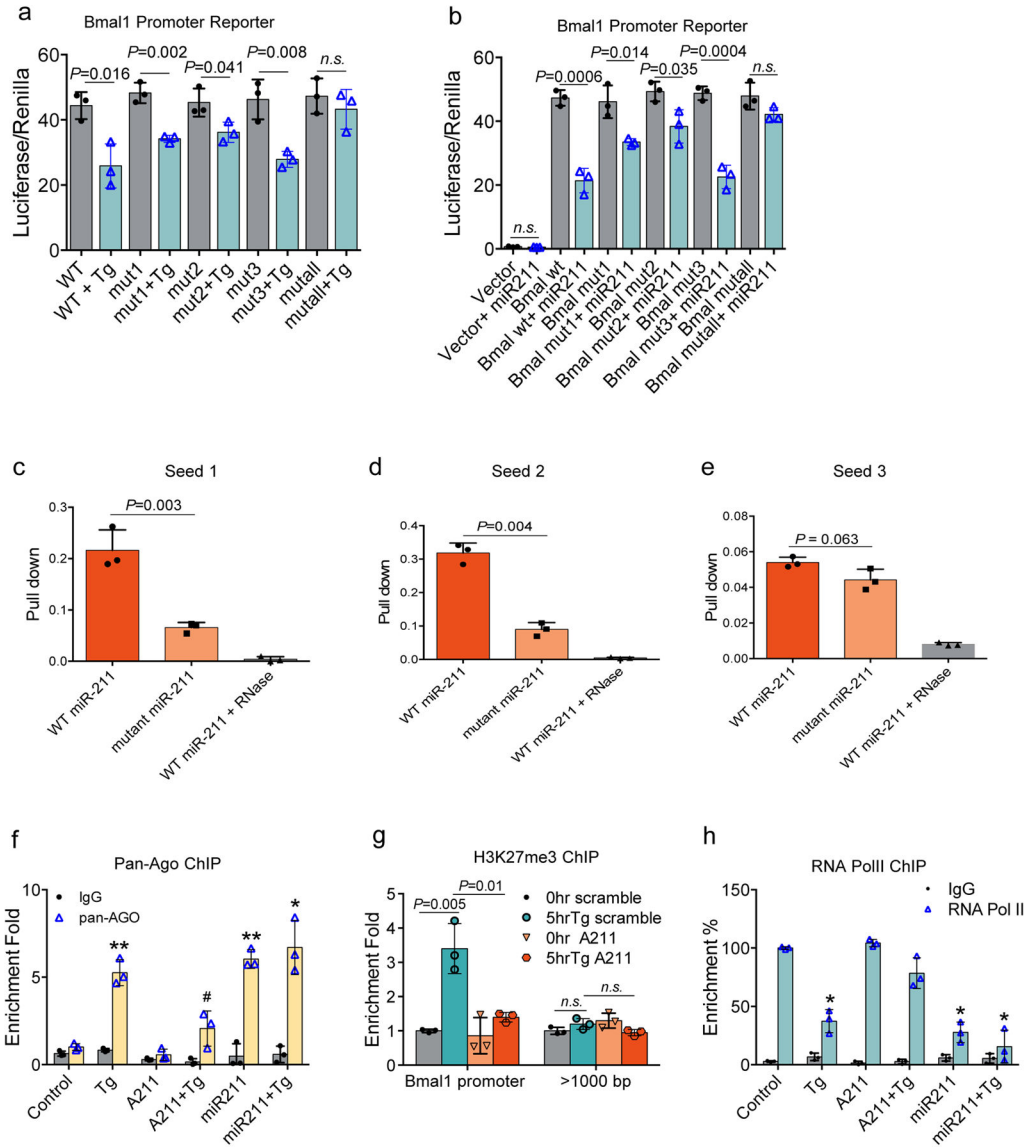 a
Bmal1 Promoter Reporter
Luciferase/Renilla
60
40
20
0
P=0.016
P=0.002
P=0.041
P=0.008
n.s.
WT
WT + Tg
mut1
mut1+Tg
mut2
mut2+Tg
mut3
mut3+Tg
mutall
mutall+Tg
b
Bmal1 Promoter Reporter
Luciferase/Renilla
60
40
20
0
n.s.
P=0.0006
P=0.014
P=0.035
P=0.0004
n.s.
Vector
Vector+ miR211
Bmal wt
Bmal wt+ miR211
Bmal mut1
Bmal mut1+ miR211
Bmal mut2
Bmal mut2+ miR211
Bmal mut3
Bmal mut3+ miR211
Bmal mutall
Bmal mutall+ miR211
c
Seed 1
Pull down
0.3
0.2
0.1
0.0
P=0.003
WT miR-211
mutant miR-211
WT miR-211 + RNase
d
Seed 2
Pull down
0.4
0.3
0.2
0.1
0.0
P=0.004
WT miR-211
mutant miR-211
WT miR-211 + RNase
e
Seed 3
Pull down
0.08
0.06
0.04
0.02
0.00
P = 0.063
WT miR-211
mutant miR-211
WT miR-211 + RNase
f
Pan-Ago ChIP
Enrichment Fold
10
5
0
IgG
pan-AGO
**
#
**
*
Control
Tg
A211
A211+Tg
miR211
miR211+Tg
g
H3K27me3 ChIP
Enrichment Fold
5
4
3
2
1
0
P=0.005
P=0.01
n.s.
n.s.
0hr scramble
5hrTg scramble
0hr A211
5hrTg A211
Bmal1 promoter
>1000 bp
h
RNA PolII ChIP
Enrichment %
150
100
50
0
IgG
RNA Pol II
*
*
*
Control
Tg
A211
A211+Tg
miR211
miR211+Tg